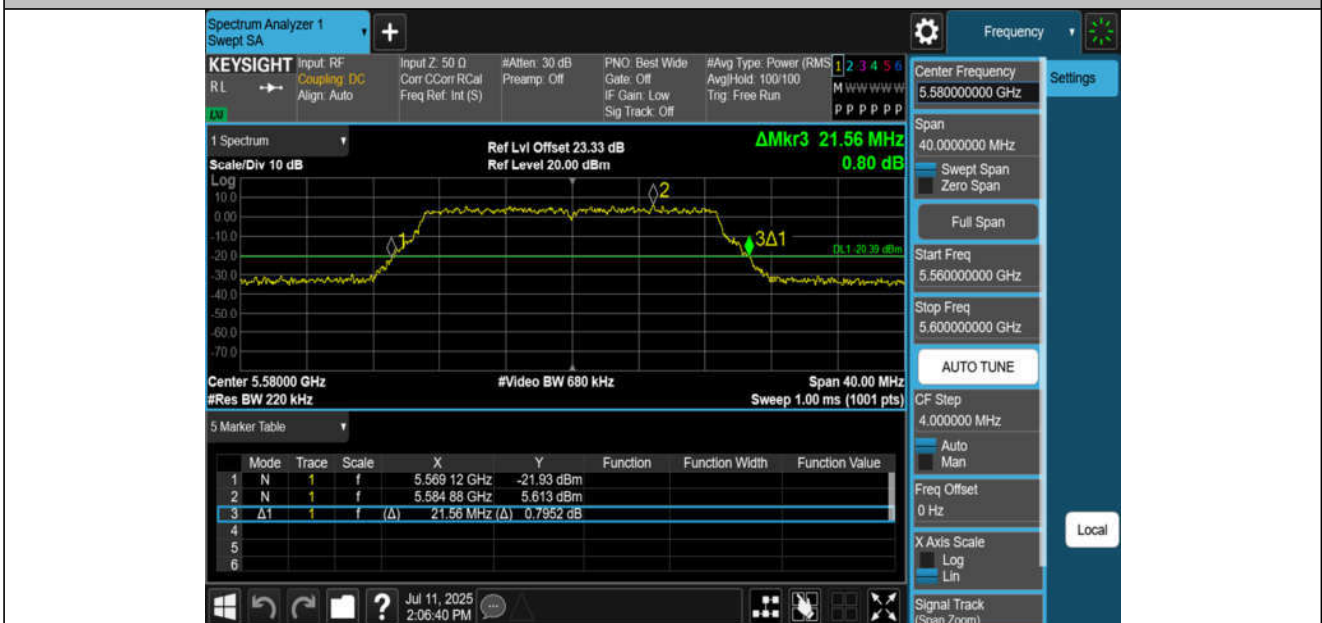 Spectrum Analyzer 1
Swept SA
Frequency
KEYSIGHT
RL
LU
Input: RF
Coupling: DC
Align: Auto
Input Z: 50 Ω
Corr CCorr RCal
Freq Ref: Int (S)
#Atten: 30 dB
Preamp: Off
PNO: Best Wide
Gate: Off
IF Gain: Low
Sig Track: Off
#Avg Type: Power (RMS
Avg|Hold: 100/100
Trig: Free Run
1 2 3 4 5 6
M W W W W W
P P P P P P
Settings
Center Frequency
5.580000000 GHz
Span
40.0000000 MHz
Swept Span
Zero Span
Full Span
Start Freq
5.560000000 GHz
Stop Freq
5.600000000 GHz
AUTO TUNE
CF Step
4.000000 MHz
Auto
Man
Freq Offset
0 Hz
X Axis Scale
Log
Lin
Signal Track
(Span Zoom)
Local
1 Spectrum
Ref Lvl Offset 23.33 dB
ΔMkr3 21.56 MHz
Scale/Div 10 dB
Ref Level 20.00 dBm
0.80 dB
Log
10.0
0.00
-10.0
-20.0
-30.0
-40.0
-50.0
-60.0
-70.0
1
2
3Δ1
DL1 -20.39 dBm
Center 5.58000 GHz
#Video BW 680 kHz
Span 40.00 MHz
#Res BW 220 kHz
Sweep 1.00 ms (1001 pts)
5 Marker Table
Mode Trace Scale X Y Function Function Width Function Value
1 N 1 f 5.569 12 GHz -21.93 dBm
2 N 1 f 5.584 88 GHz 5.613 dBm
3 Δ1 1 f (Δ) 21.56 MHz (Δ) 0.7952 dB
4
5
6
?
Jul 11, 2025
2:06:40 PM